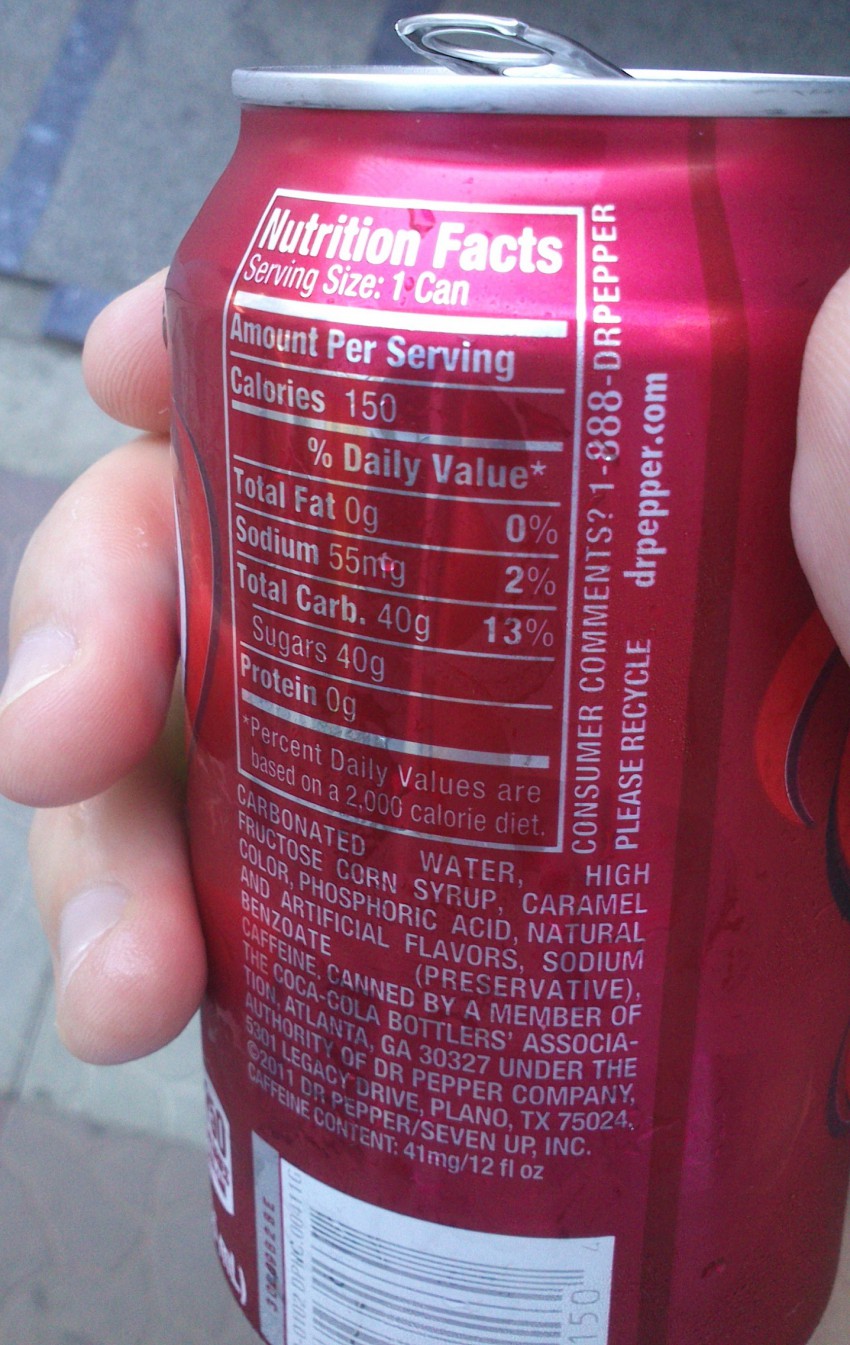 Nutrition Facts
Serving Size: 1 Can
Amount Per Serving
Calories 150
% Daily Value*
Total Fat 0g 0%
Sodium 55mg 2%
Total Carb. 40g 13%
Sugars 40g
Protein 0g
*Percent Daily Values are
based on a 2,000 calorie diet.
CONSUMER COMMENTS? 1-888-DRPEPPER
PLEASE RECYCLE drpepper.com
CARBONATED WATER, HIGH
FRUCTOSE CORN SYRUP, CARAMEL
COLOR, PHOSPHORIC ACID, NATURAL
AND ARTIFICIAL FLAVORS, SODIUM
BENZOATE (PRESERVATIVE),
CAFFEINE. CANNED BY A MEMBER OF
THE COCA-COLA BOTTLERS' ASSOCIA-
TION, ATLANTA, GA 30327 UNDER THE
AUTHORITY OF DR PEPPER COMPANY,
5301 LEGACY DRIVE, PLANO, TX 75024.
©2011 DR PEPPER/SEVEN UP, INC.
CAFFEINE CONTENT: 41mg/12 fl oz
150
4
mL)